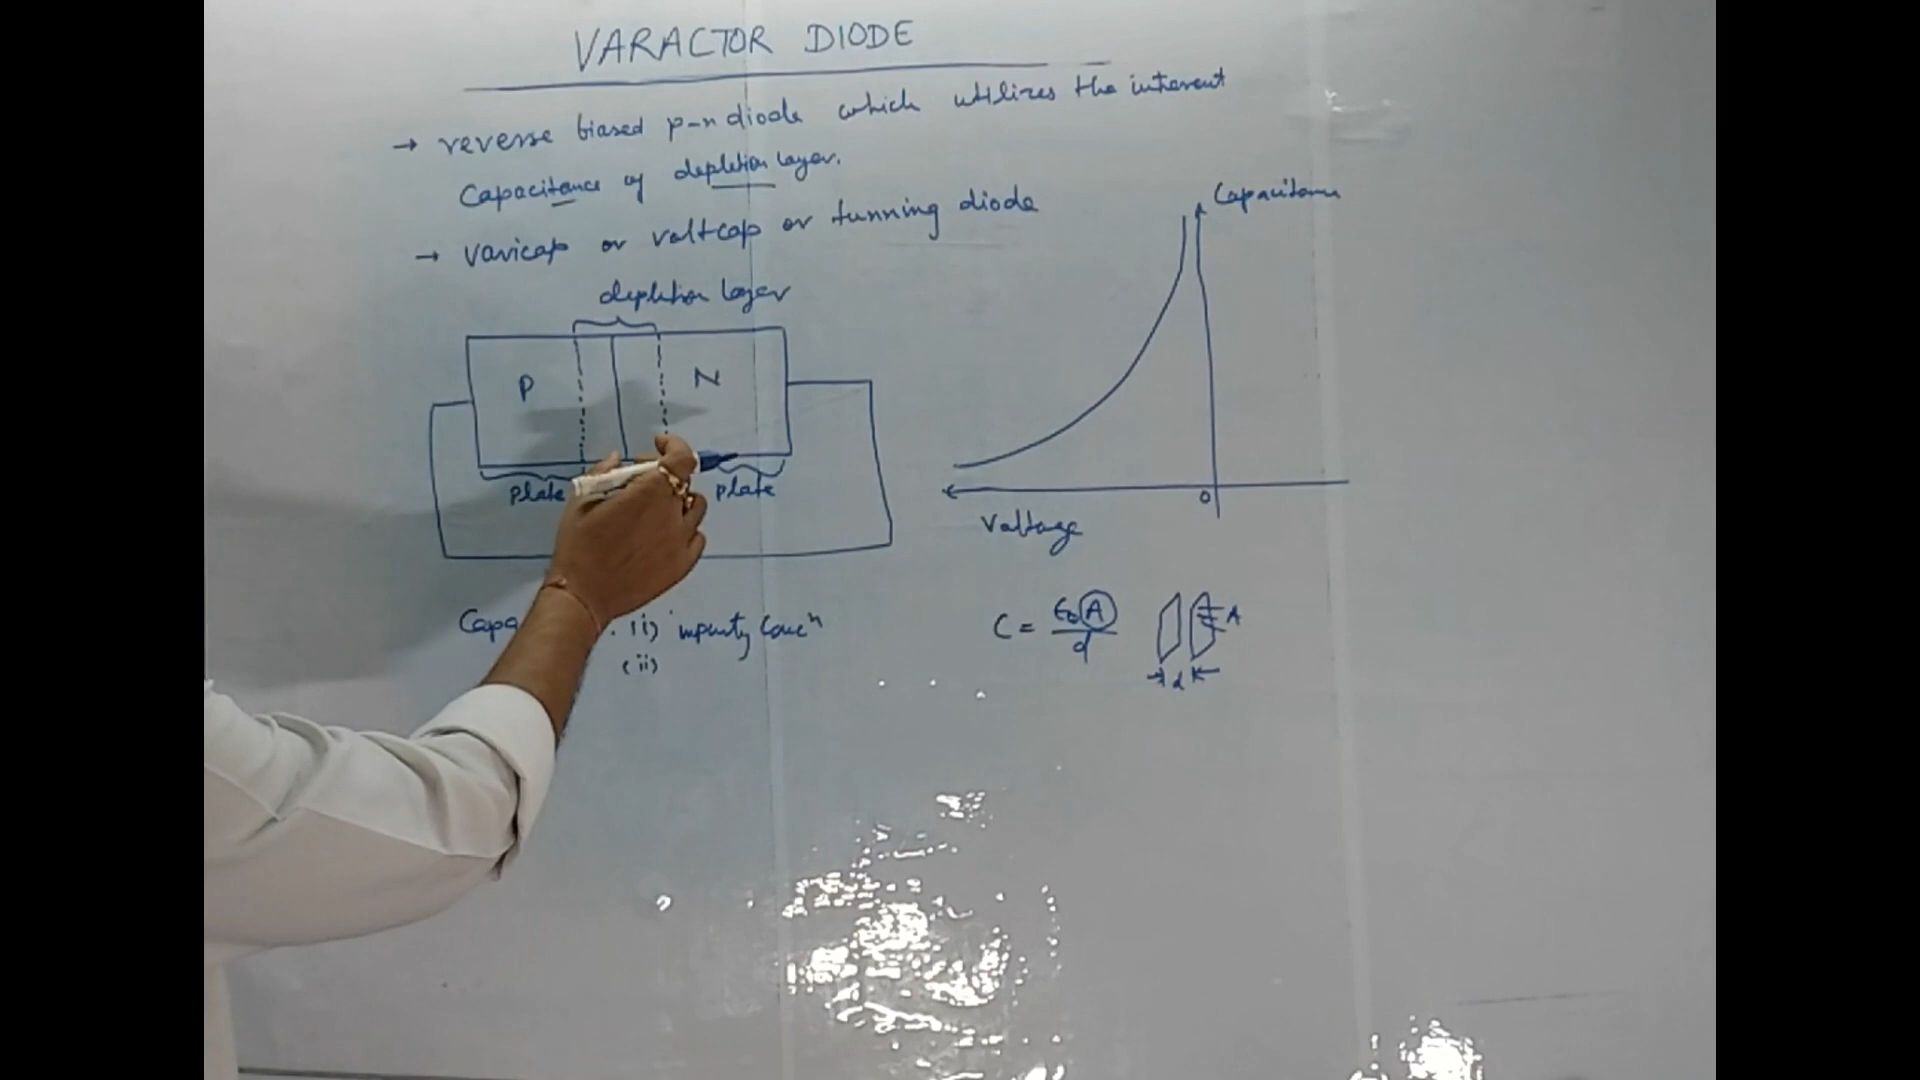 VARACTOR DIODE
→ reverse biased p-n diode which utilizes the inherent
Capacitance of depletion layer.
→ Varicap or voltcap or tunning diode
depletion layer
P N
plate plate
Capacitance
Voltage
0
Capa (i) impurity concⁿ
(ii)
C = ε₀A/d
A
d